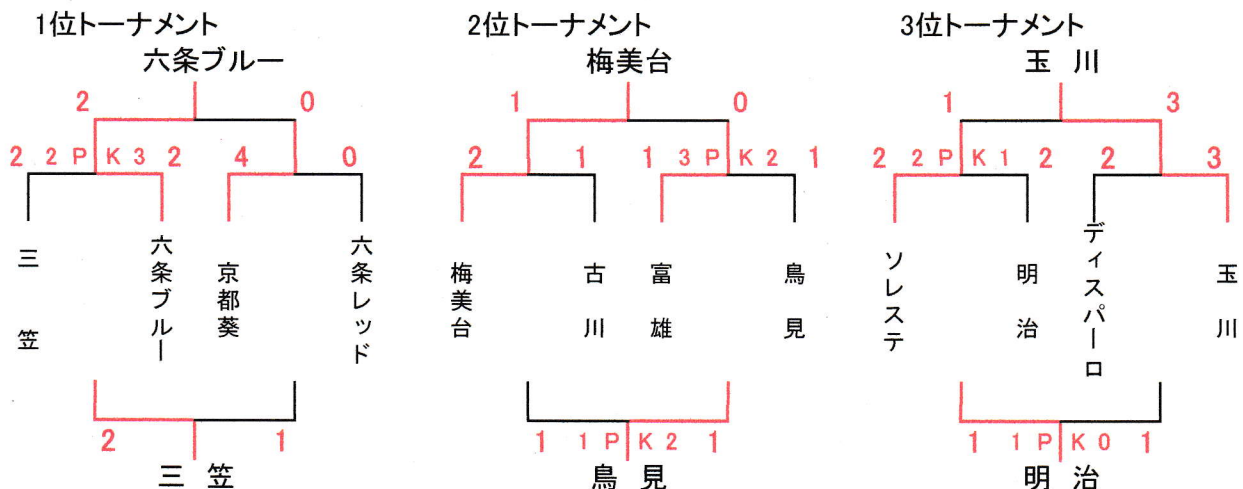 1位トーナメント
六条ブルー
2 0
2 2 P K 3 2 4 0
三笠
六条ブルー
京都葵
六条レッド
2 1
三笠
2位トーナメント
梅美台
1 0
2 1 1 3 P K 2 1
梅美台
古川
富雄
鳥見
1 1 P K 2 1
鳥見
3位トーナメント
玉川
1 3
2 2 P K 1 2 2 3
ソレステ
明治
ディスパーロ
玉川
1 1 P K 0 1
明治